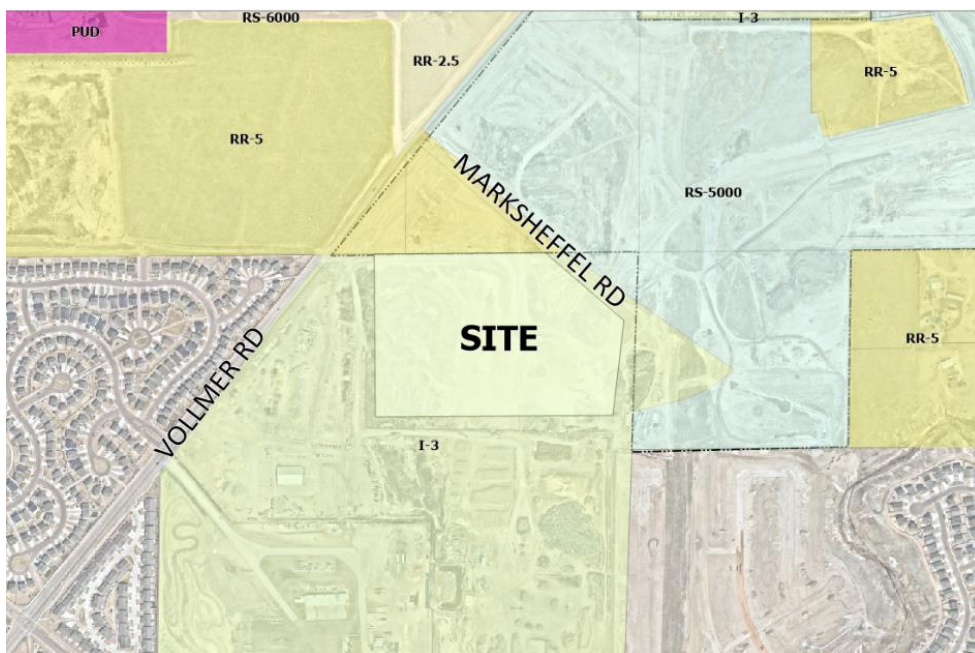 RS-6000
I-3
PUD
RR-2.5
RR-5
RR-5
MARKSHEFFEL RD
RS-5000
SITE
RR-5
VOLLMER RD
I-3